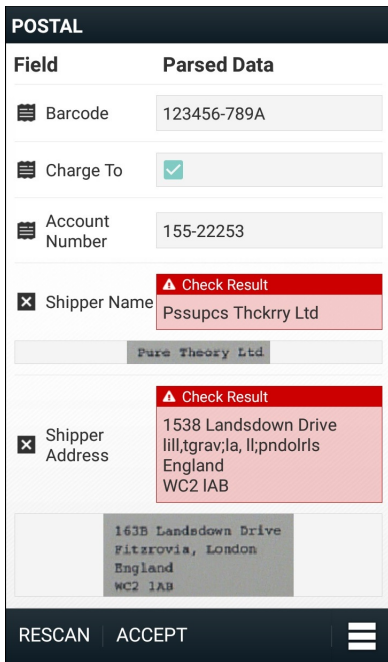 POSTAL
Field Parsed Data
Barcode 123456-789A
Charge To
Account Number 155-22253
Check Result
Shipper Name Pssupcs Thckrry Ltd
Pure Theory Ltd
Check Result
Shipper Address
1538 Landsdown Drive
lill,tgrav;la, ll;pndolrls
England
WC2 lAB
163B Landsdown Drive
Fitzrovia, London
England
WC2 1AB
RESCAN ACCEPT